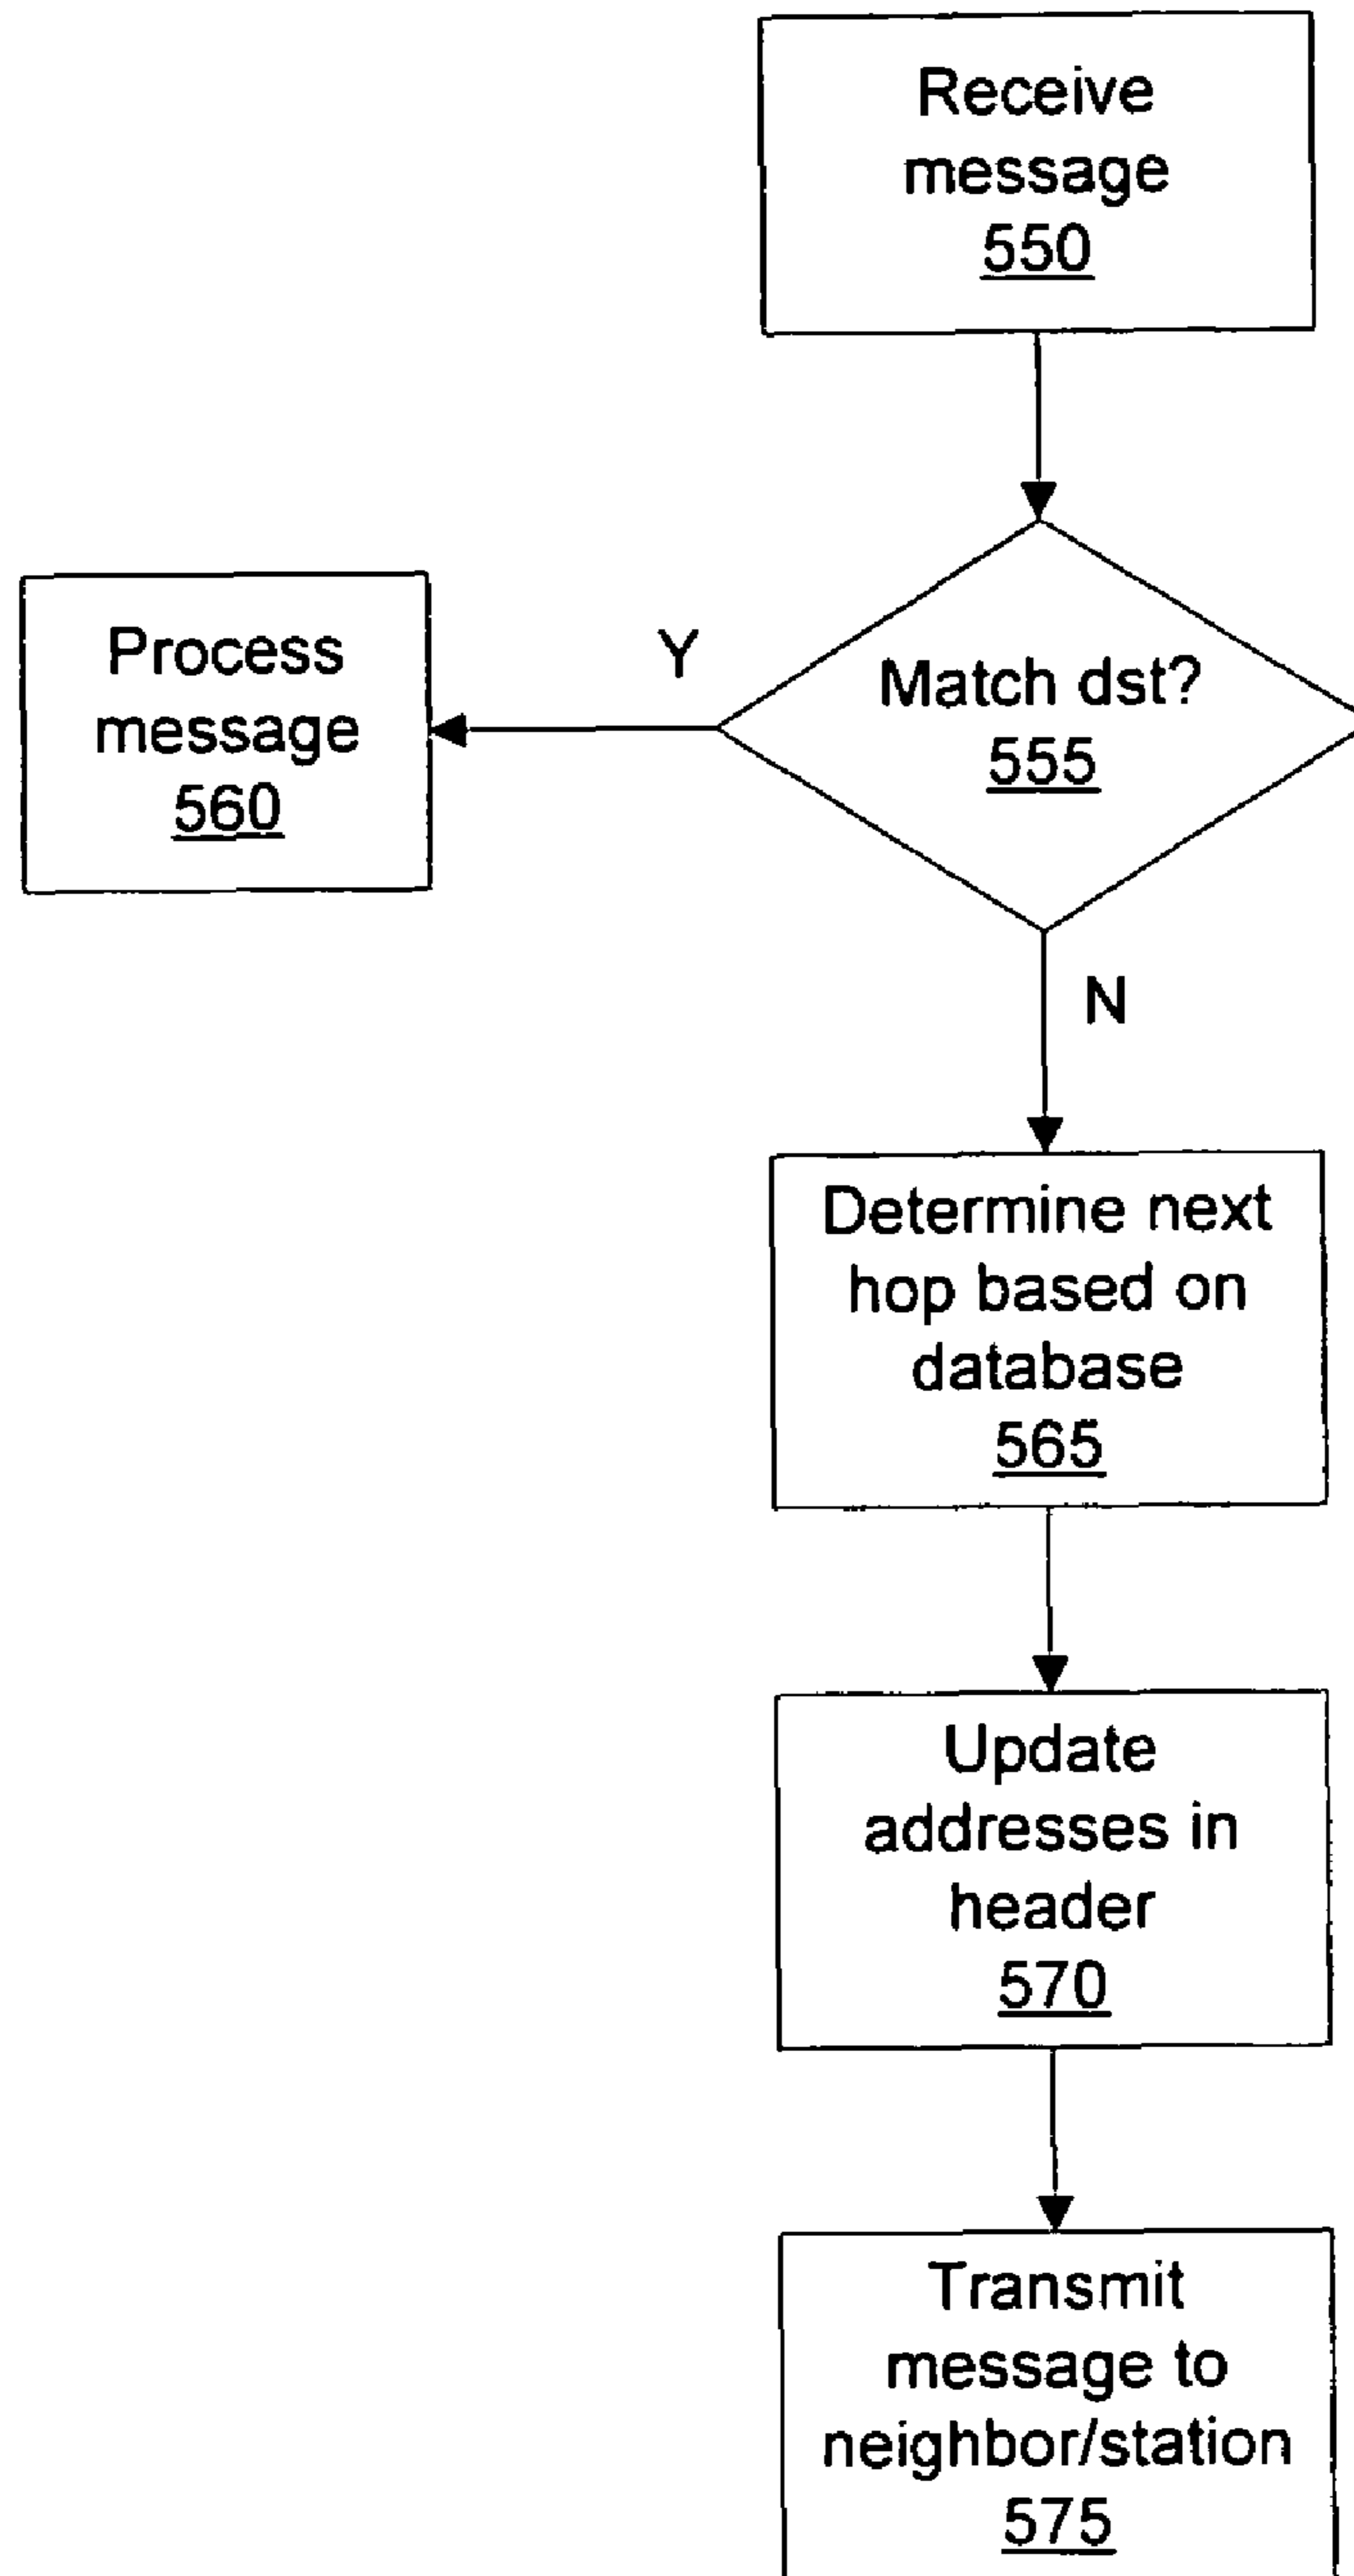 Receive
message
550
Match dst?
555
Y
Process
message
560
N
Determine next
hop based on
database
565
Update
addresses in
header
570
Transmit
message to
neighbor/station
575